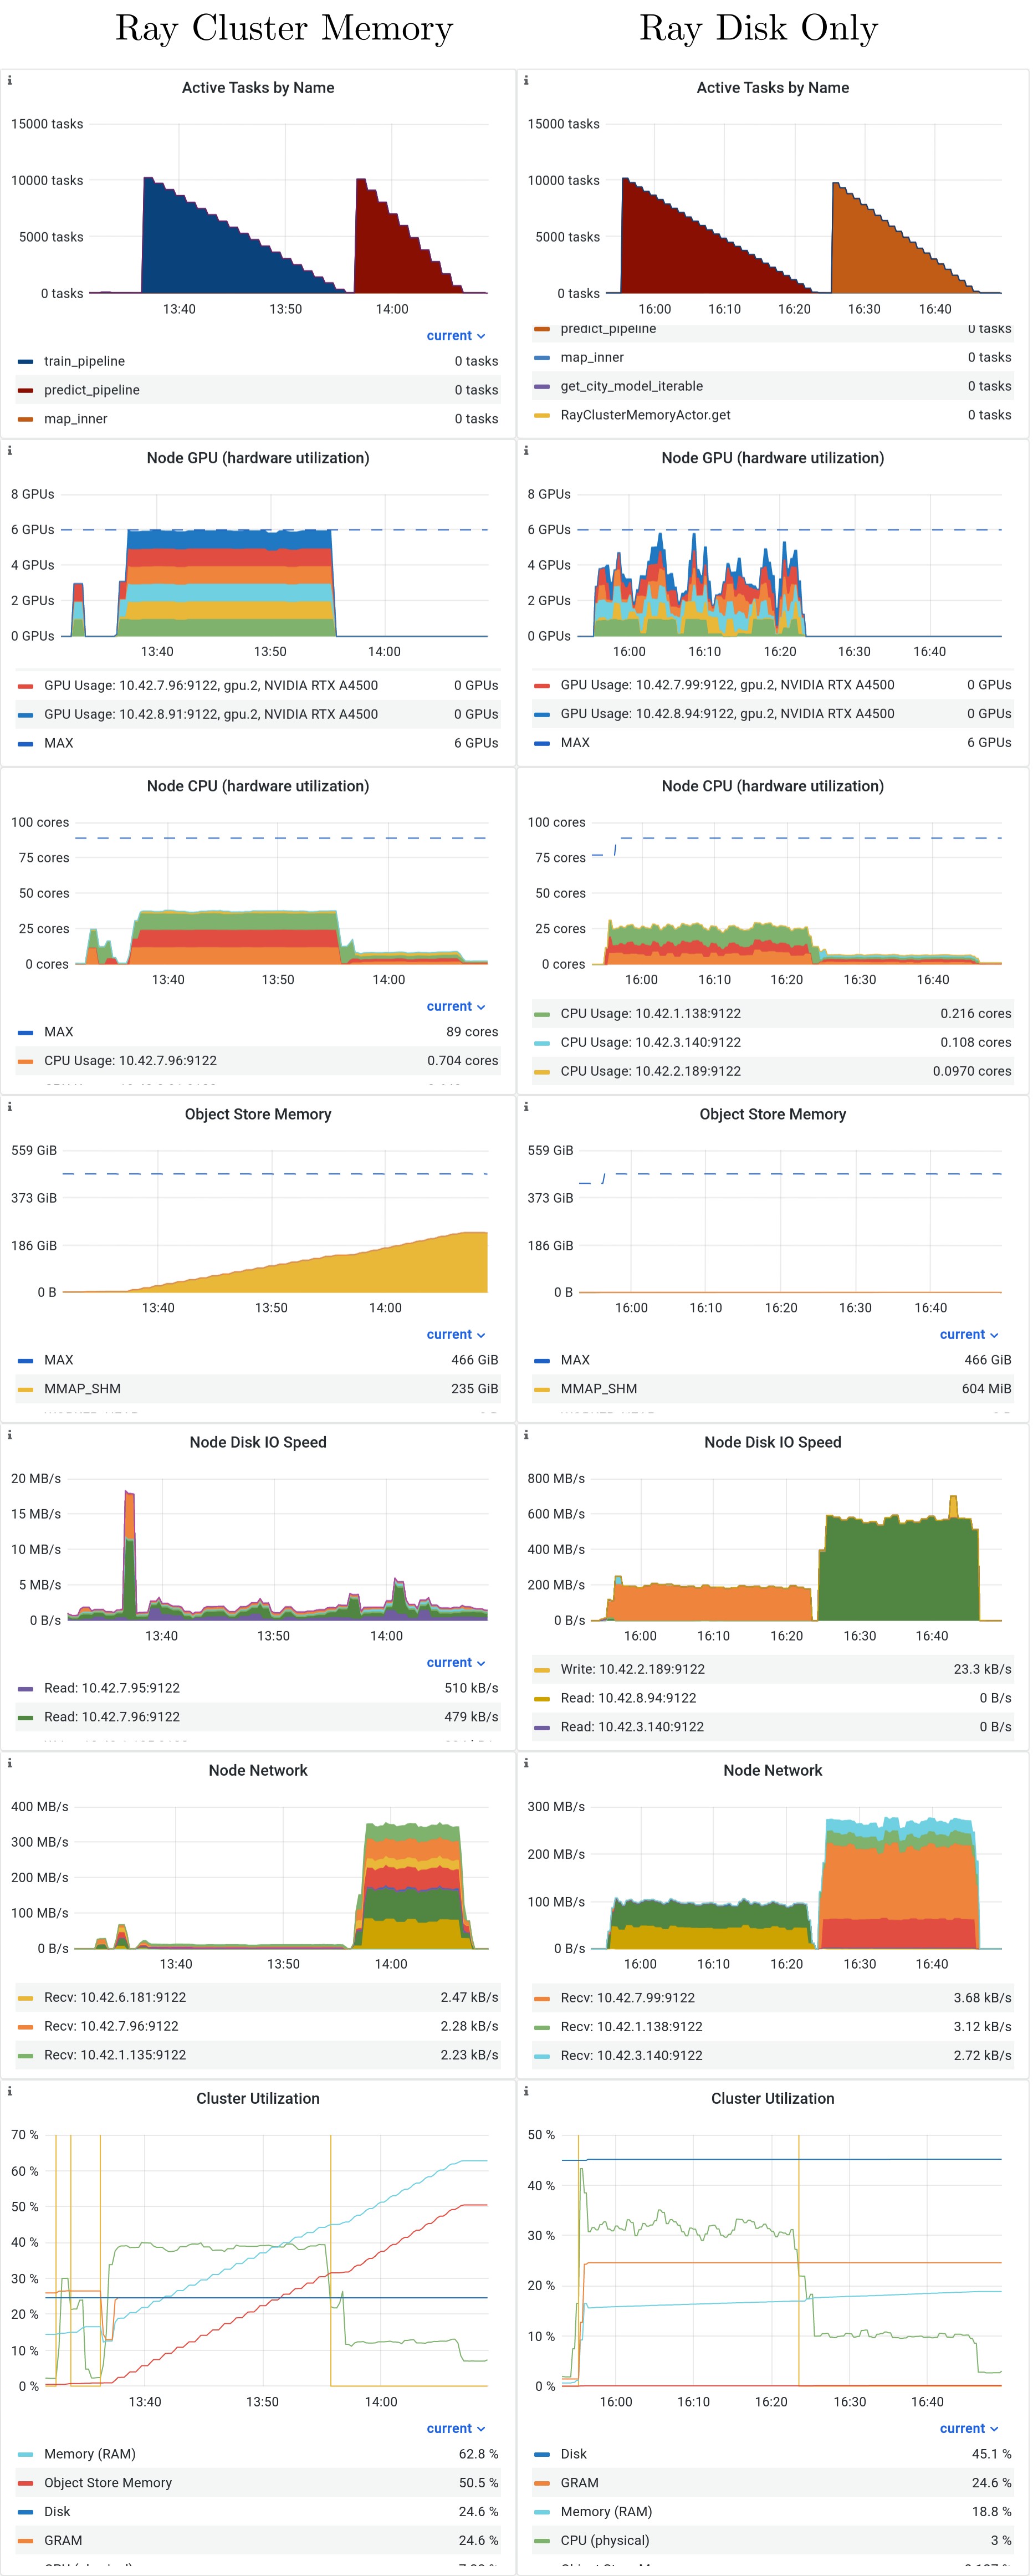 Ray Cluster Memory
Ray Disk Only
Active Tasks by Name
15000 tasks
10000 tasks
5000 tasks
0 tasks
13:40 13:50 14:00
current
train_pipeline 0 tasks
predict_pipeline 0 tasks
map_inner 0 tasks
Active Tasks by Name
15000 tasks
10000 tasks
5000 tasks
0 tasks
16:00 16:10 16:20 16:30 16:40
predict_pipeline 0 tasks
map_inner 0 tasks
get_city_model_iterable 0 tasks
RayClusterMemoryActor.get 0 tasks
Node GPU (hardware utilization)
8 GPUs
6 GPUs
4 GPUs
2 GPUs
0 GPUs
13:40 13:50 14:00
GPU Usage: 10.42.7.96:9122, gpu.2, NVIDIA RTX A4500 0 GPUs
GPU Usage: 10.42.8.91:9122, gpu.2, NVIDIA RTX A4500 0 GPUs
MAX 6 GPUs
Node GPU (hardware utilization)
8 GPUs
6 GPUs
4 GPUs
2 GPUs
0 GPUs
16:00 16:10 16:20 16:30 16:40
GPU Usage: 10.42.7.99:9122, gpu.2, NVIDIA RTX A4500 0 GPUs
GPU Usage: 10.42.8.94:9122, gpu.2, NVIDIA RTX A4500 0 GPUs
MAX 6 GPUs
Node CPU (hardware utilization)
100 cores
75 cores
50 cores
25 cores
0 cores
13:40 13:50 14:00
current
MAX 89 cores
CPU Usage: 10.42.7.96:9122 0.704 cores
Node CPU (hardware utilization)
100 cores
75 cores
50 cores
25 cores
0 cores
16:00 16:10 16:20 16:30 16:40
CPU Usage: 10.42.1.138:9122 0.216 cores
CPU Usage: 10.42.3.140:9122 0.108 cores
CPU Usage: 10.42.2.189:9122 0.0970 cores
Object Store Memory
559 GiB
373 GiB
186 GiB
0 B
13:40 13:50 14:00
current
MAX 466 GiB
MMAP_SHM 235 GiB
Object Store Memory
559 GiB
373 GiB
186 GiB
0 B
16:00 16:10 16:20 16:30 16:40
current
MAX 466 GiB
MMAP_SHM 604 MiB
Node Disk IO Speed
20 MB/s
15 MB/s
10 MB/s
5 MB/s
0 B/s
13:40 13:50 14:00
current
Read: 10.42.7.95:9122 510 kB/s
Read: 10.42.7.96:9122 479 kB/s
Node Disk IO Speed
800 MB/s
600 MB/s
400 MB/s
200 MB/s
0 B/s
16:00 16:10 16:20 16:30 16:40
Write: 10.42.2.189:9122 23.3 kB/s
Read: 10.42.8.94:9122 0 B/s
Read: 10.42.3.140:9122 0 B/s
Node Network
400 MB/s
300 MB/s
200 MB/s
100 MB/s
0 B/s
13:40 13:50 14:00
Recv: 10.42.6.181:9122 2.47 kB/s
Recv: 10.42.7.96:9122 2.28 kB/s
Recv: 10.42.1.135:9122 2.23 kB/s
Node Network
300 MB/s
200 MB/s
100 MB/s
0 B/s
16:00 16:10 16:20 16:30 16:40
Recv: 10.42.7.99:9122 3.68 kB/s
Recv: 10.42.1.138:9122 3.12 kB/s
Recv: 10.42.3.140:9122 2.72 kB/s
Cluster Utilization
70 %
60 %
50 %
40 %
30 %
20 %
10 %
0 %
13:40 13:50 14:00
current
Memory (RAM) 62.8 %
Object Store Memory 50.5 %
Disk 24.6 %
GRAM 24.6 %
Cluster Utilization
50 %
40 %
30 %
20 %
10 %
0 %
16:00 16:10 16:20 16:30 16:40
current
Disk 45.1 %
GRAM 24.6 %
Memory (RAM) 18.8 %
CPU (physical) 3 %